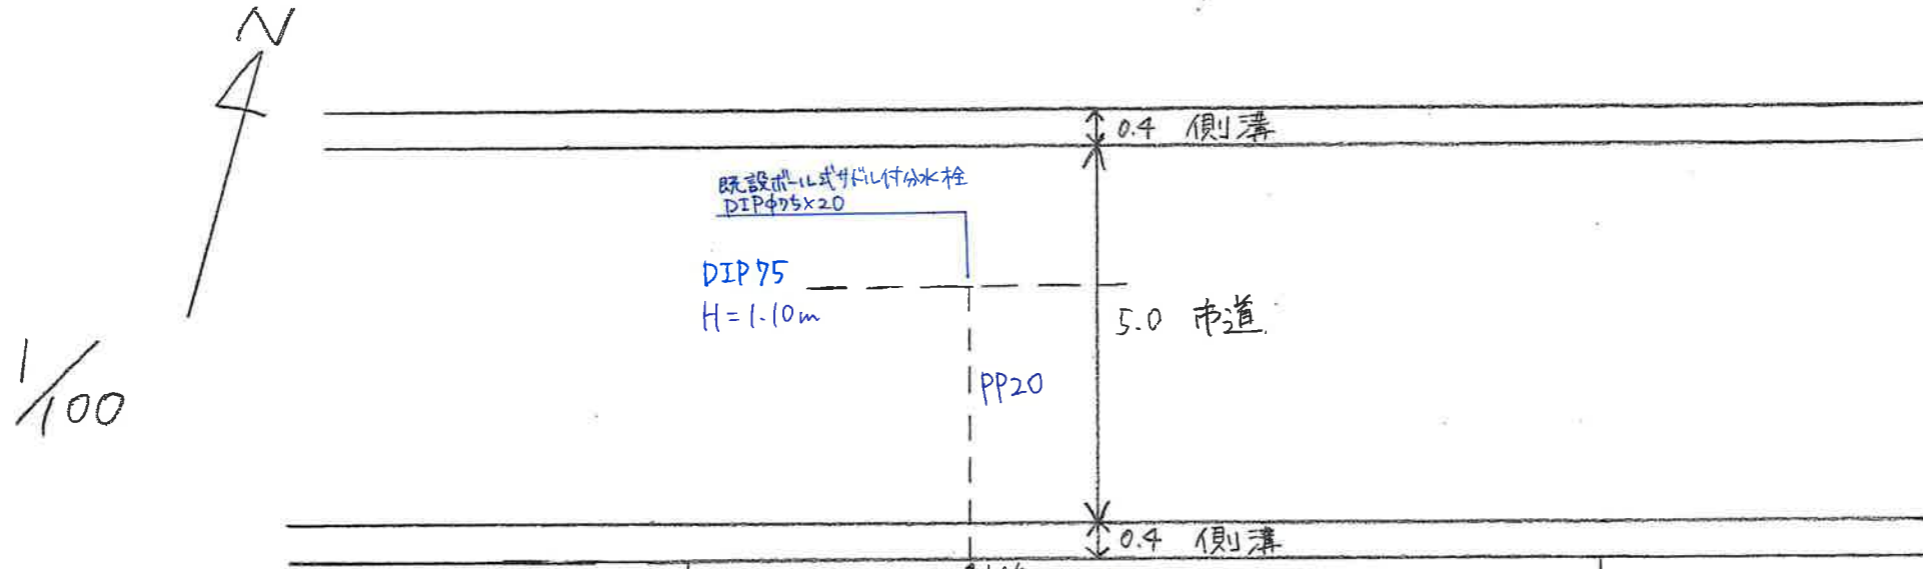 N
0.4 側溝
既設ボール式サドル付分水栓
DIPφ75×20
DIP75
H=1.10m
5.0 市道
1/100
PP20
0.4 側溝